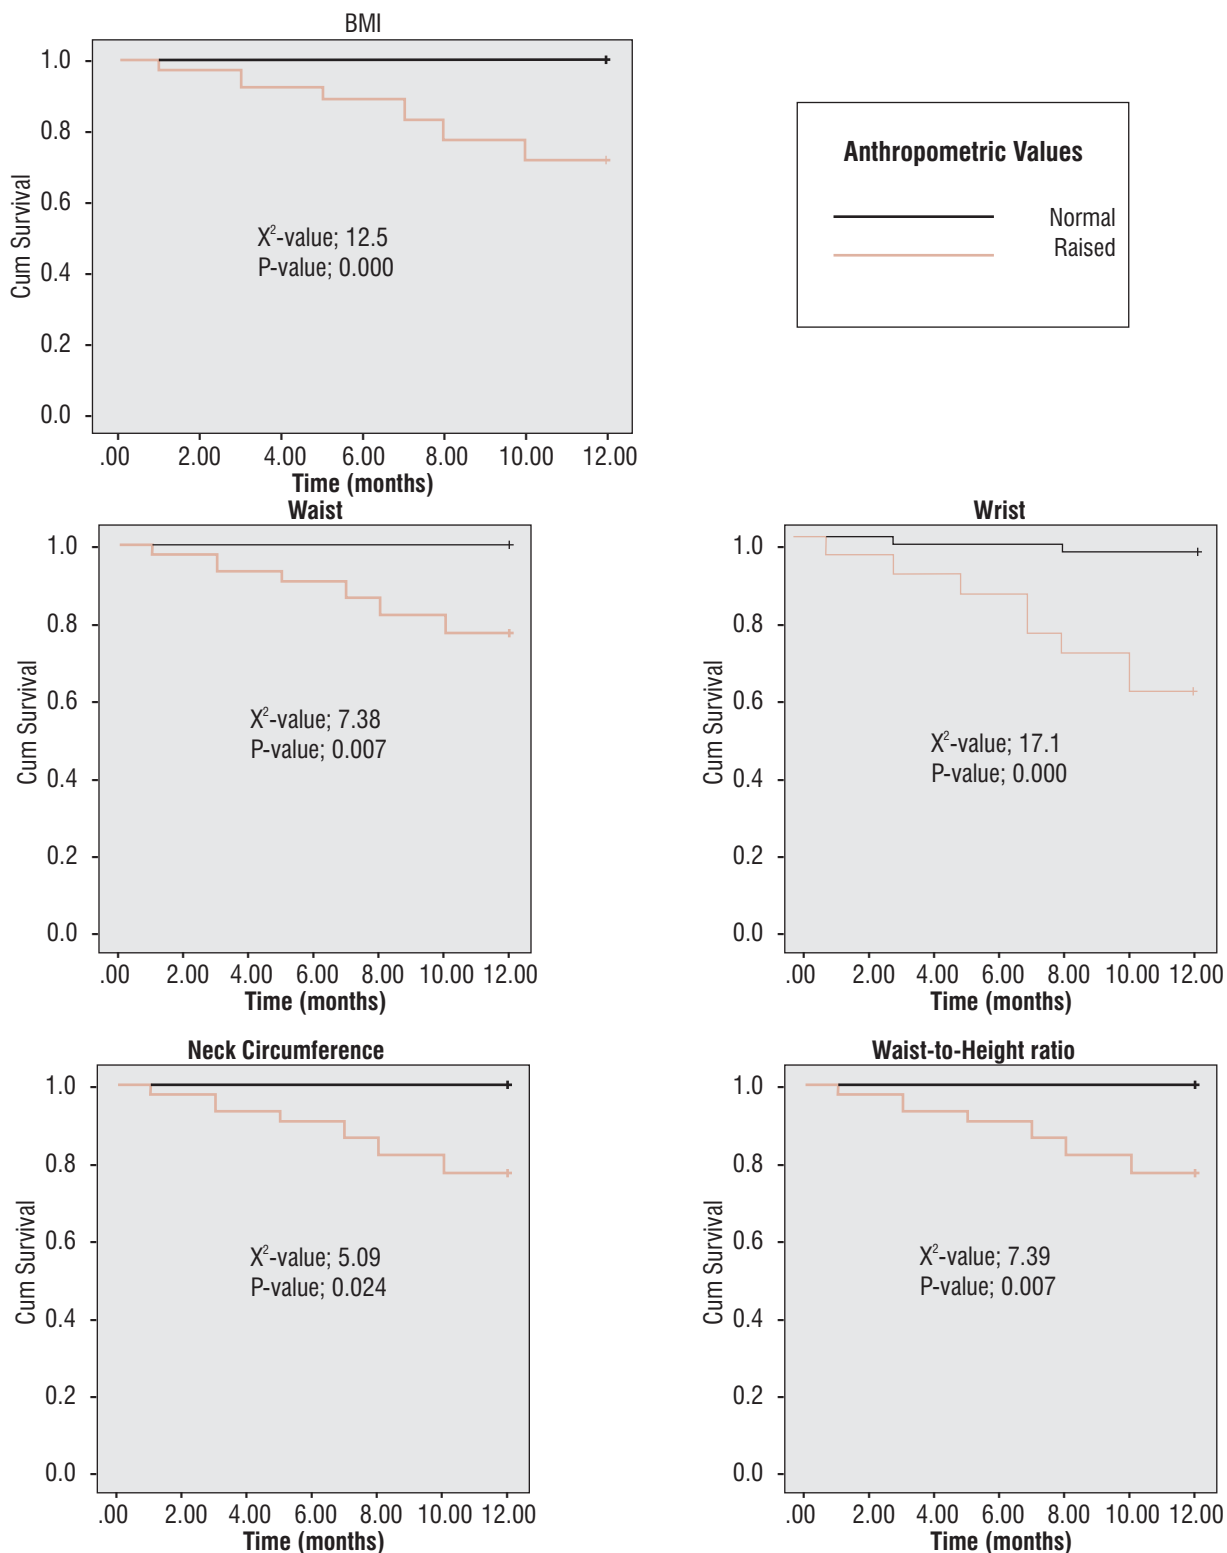 BMI
1.0
0.8
0.6
0.4
0.2
0.0
Cum Survival
X²-value; 12.5
P-value; 0.000
.00 2.00 4.00 6.00 8.00 10.00 12.00
Time (months)
Anthropometric Values
Normal
Raised
Waist
1.0
0.8
0.6
0.4
0.2
0.0
Cum Survival
X²-value; 7.38
P-value; 0.007
.00 2.00 4.00 6.00 8.00 10.00 12.00
Time (months)
Wrist
1.0
0.8
0.6
0.4
0.2
0.0
Cum Survival
X²-value; 17.1
P-value; 0.000
.00 2.00 4.00 6.00 8.00 10.00 12.00
Time (months)
Neck Circumference
1.0
0.8
0.6
0.4
0.2
0.0
Cum Survival
X²-value; 5.09
P-value; 0.024
.00 2.00 4.00 6.00 8.00 10.00 12.00
Time (months)
Waist-to-Height ratio
1.0
0.8
0.6
0.4
0.2
0.0
Cum Survival
X²-value; 7.39
P-value; 0.007
.00 2.00 4.00 6.00 8.00 10.00 12.00
Time (months)